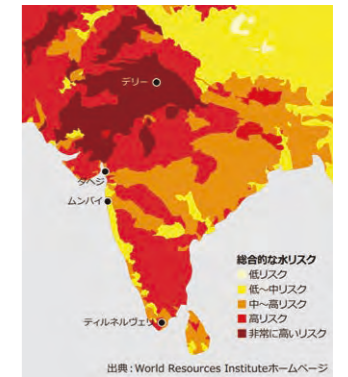 デリー
ダヘジ
ムンバイ
ティルネルヴェリ
総合的な水リスク
低リスク
低〜中リスク
中〜高リスク
高リスク
非常に高いリスク
出典：World Resources Instituteホームページ